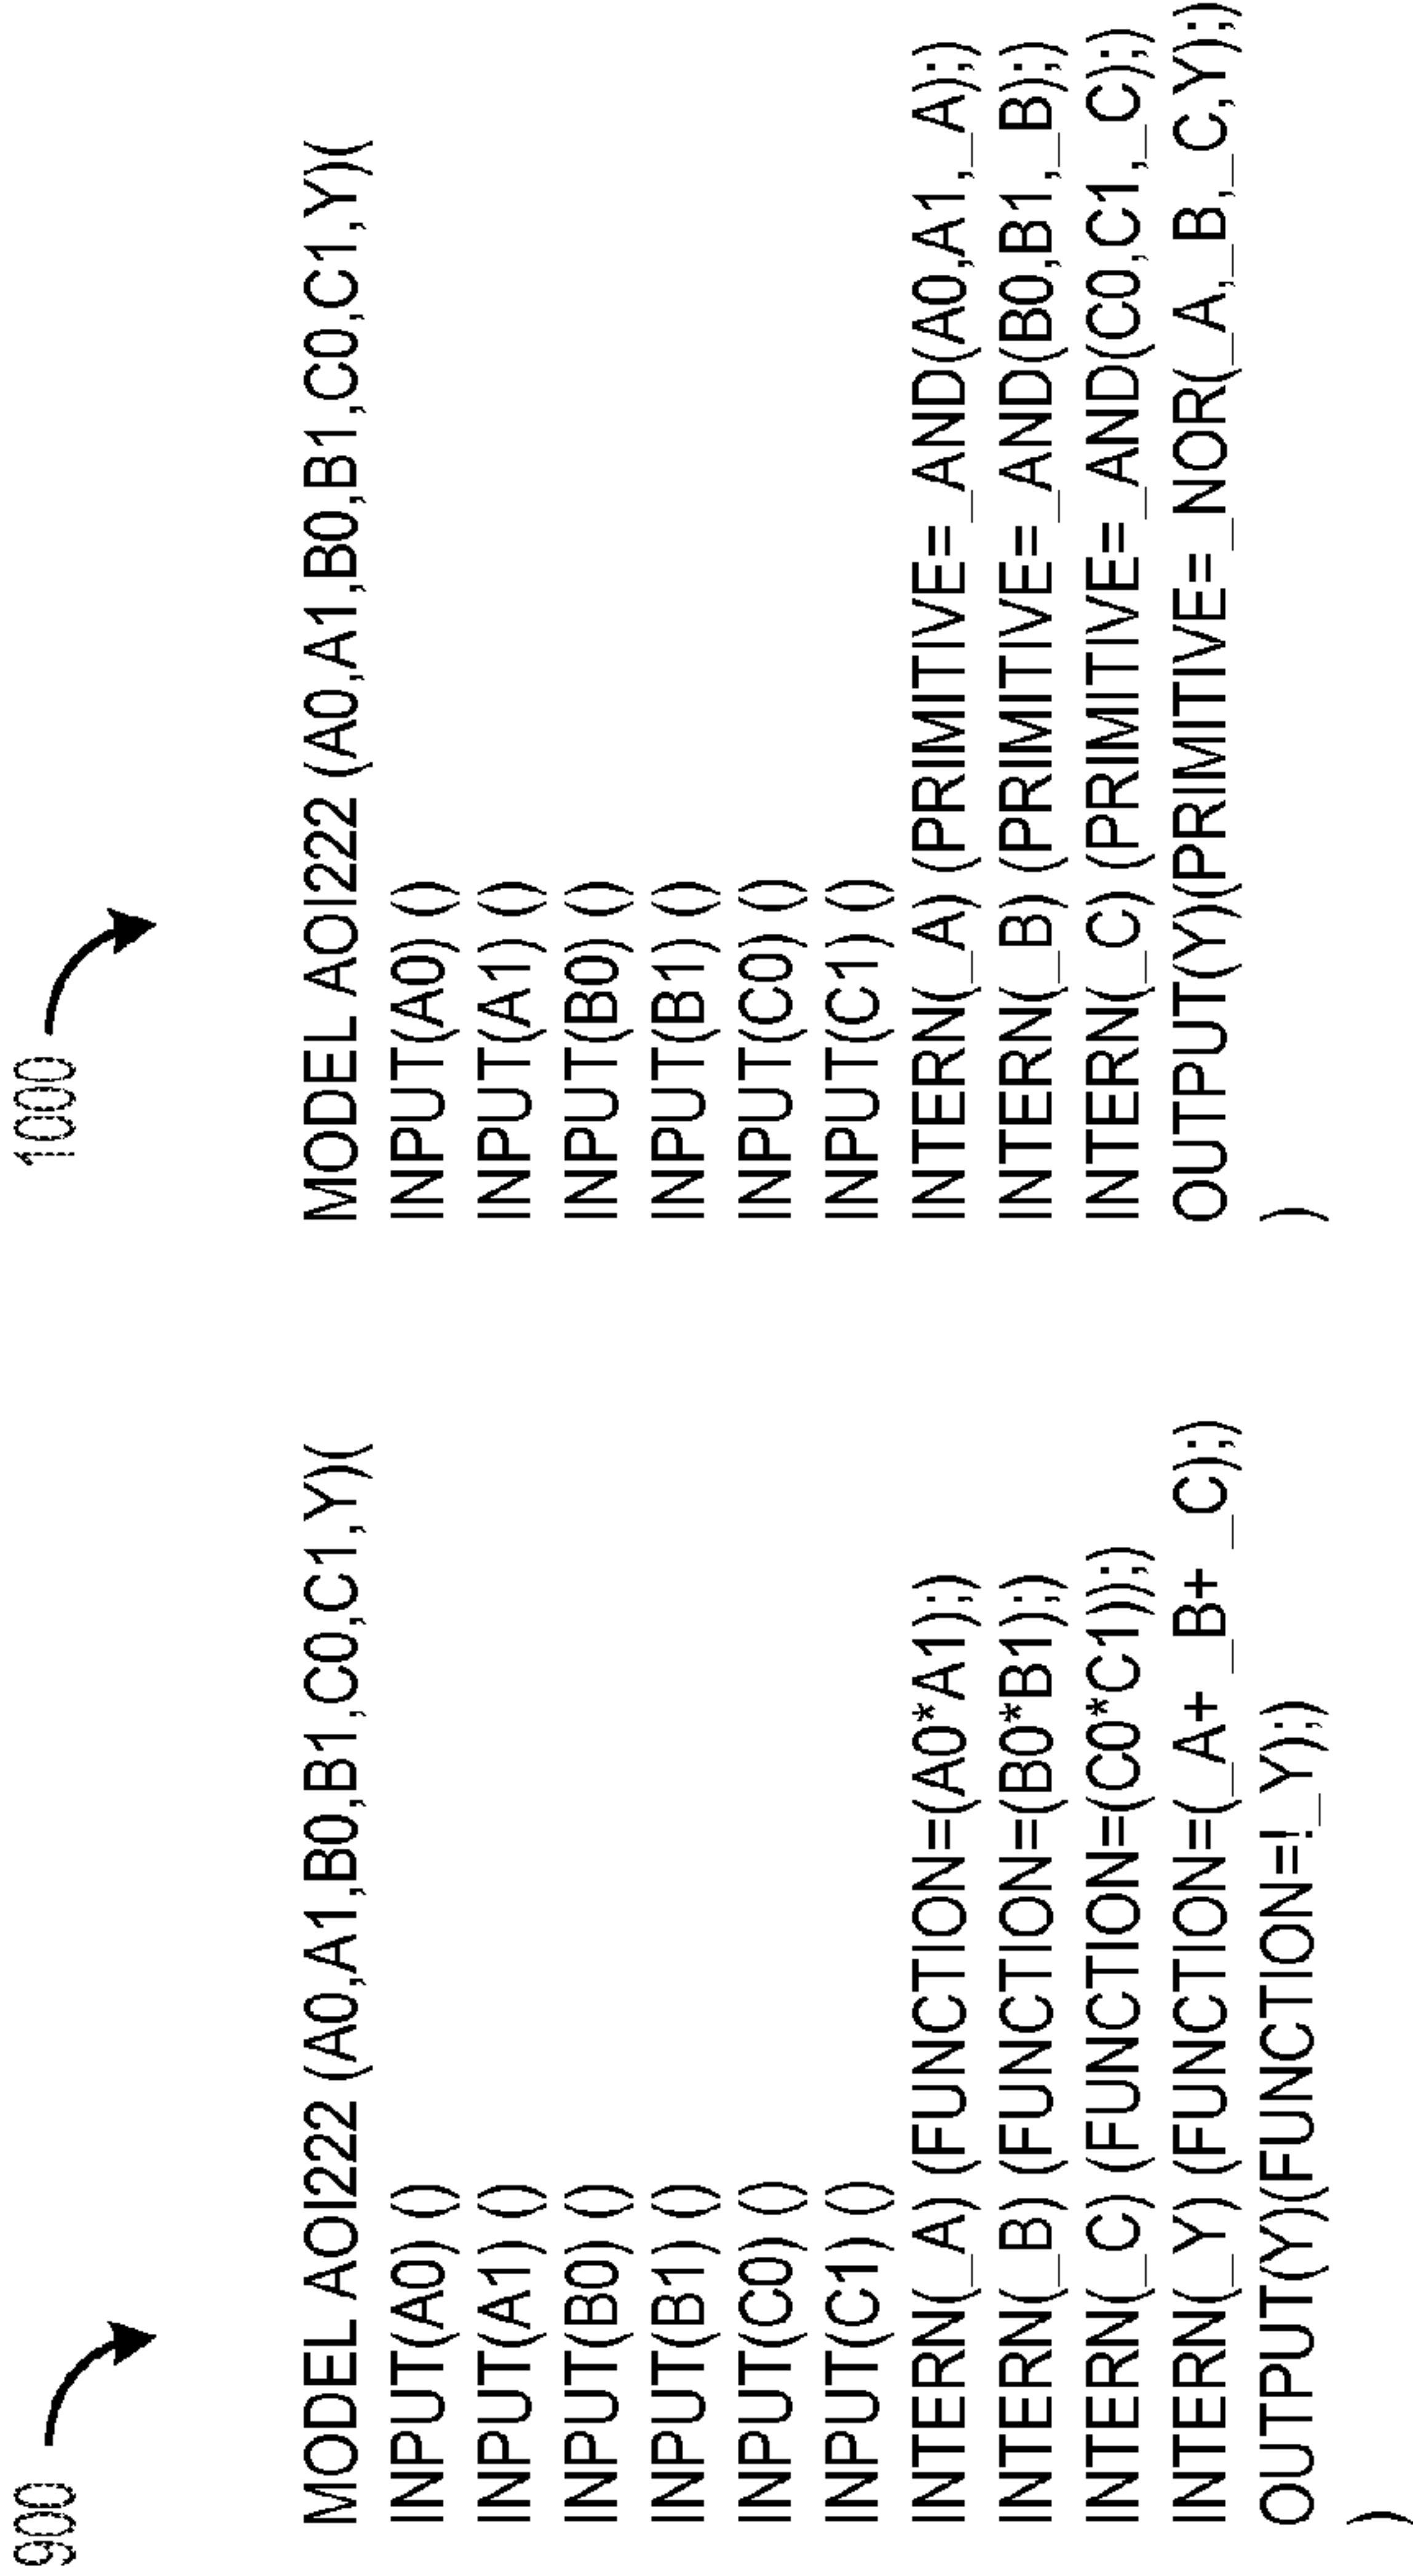 900
MODEL AOI222 (A0,A1,B0,B1,C0,C1,Y)(
INPUT(A0) ()
INPUT(A1) ()
INPUT(B0) ()
INPUT(B1) ()
INPUT(C0) ()
INPUT(C1) ()
INTERN(_A) (FUNCTION=(A0*A1);)
INTERN(_B) (FUNCTION=(B0*B1);)
INTERN(_C) (FUNCTION=(C0*C1));)
INTERN(_Y) (FUNCTION=(_A+ _B+ _C);)
OUTPUT(Y)(FUNCTION=!_Y);)
)
1000
MODEL AOI222 (A0,A1,B0,B1,C0,C1,Y)(
INPUT(A0) ()
INPUT(A1) ()
INPUT(B0) ()
INPUT(B1) ()
INPUT(C0) ()
INPUT(C1) ()
INTERN(_A) (PRIMITIVE=_AND(A0,A1,_A);)
INTERN(_B) (PRIMITIVE=_AND(B0,B1,_B);)
INTERN(_C) (PRIMITIVE=_AND(C0,C1,_C);)
OUTPUT(Y)(PRIMITIVE=_NOR(_A,_B,_C,Y);)
)